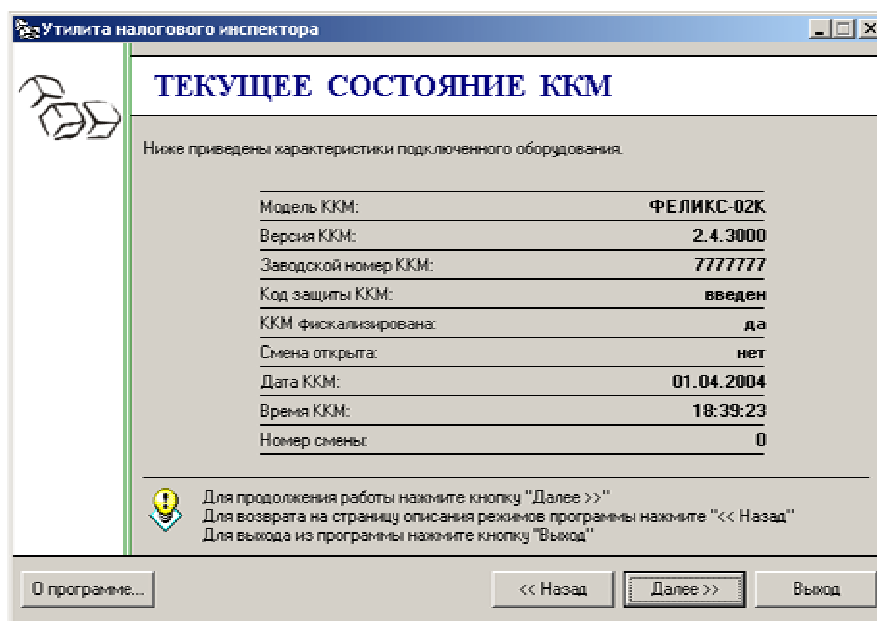 Утилита налогового инспектора
ТЕКУЩЕЕ СОСТОЯНИЕ ККМ
Ниже приведены характеристики подключенного оборудования.
Модель ККМ: ФЕЛИКС-02К
Версия ККМ: 2.4.3000
Заводской номер ККМ: 7777777
Код защиты ККМ: введен
ККМ фискализирована: да
Смена открыта: нет
Дата ККМ: 01.04.2004
Время ККМ: 18:39:23
Номер смены: 0
Для продолжения работы нажмите кнопку "Далее >>"
Для возврата на страницу описания режимов программы нажмите "<< Назад"
Для выхода из программы нажмите кнопку "Выход"
О программе... << Назад Далее >> Выход